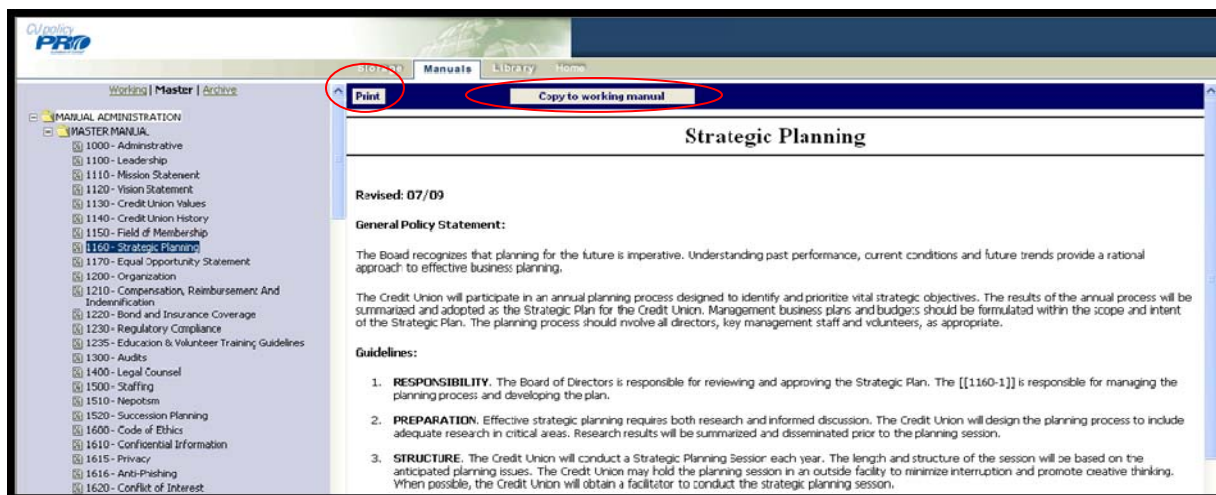 CU policy
PRO
Storage Manuals Library Home
Working | Master | Archive
Print Copy to working manual
MANUAL ADMINISTRATION
MASTER MANUAL
1000 - Administrative
1100 - Leadership
1110 - Mission Statement
1120 - Vision Statement
1130 - Credit Union Values
1140 - Credit Union History
1150 - Field of Membership
1160 - Strategic Planning
1170 - Equal Opportunity Statement
1200 - Organization
1210 - Compensation, Reimbursement And
Indemnification
1220 - Bond and Insurance Coverage
1230 - Regulatory Compliance
1235 - Education & Volunteer Training Guidelines
1300 - Audits
1400 - Legal Counsel
1500 - Staffing
1510 - Nepotism
1520 - Succession Planning
1600 - Code of Ethics
1610 - Confidential Information
1615 - Privacy
1616 - Anti-Phishing
1620 - Conflict of Interest
Strategic Planning
Revised: 07/09
General Policy Statement:
The Board recognizes that planning for the future is imperative. Understanding past performance, current conditions and future trends provide a rational
approach to effective business planning.
The Credit Union will participate in an annual planning process designed to identify and prioritize vital strategic objectives. The results of the annual process will be
summarized and adopted as the Strategic Plan for the Credit Union. Management business plans and budgets should be formulated within the scope and intent
of the Strategic Plan. The planning process should involve all directors, key management staff and volunteers, as appropriate.
Guidelines:
1. RESPONSIBILITY. The Board of Directors is responsible for reviewing and approving the Strategic Plan. The [[1160-1]] is responsible for managing the
planning process and developing the plan.
2. PREPARATION. Effective strategic planning requires both research and informed discussion. The Credit Union will design the planning process to include
adequate research in critical areas. Research results will be summarized and disseminated prior to the planning session.
3. STRUCTURE. The Credit Union will conduct a Strategic Planning Session each year. The length and structure of the session will be based on the
anticipated planning issues. The Credit Union may hold the planning session in an outside facility to minimize interruption and promote creative thinking.
When possible, the Credit Union will obtain a facilitator to conduct the strategic planning session.